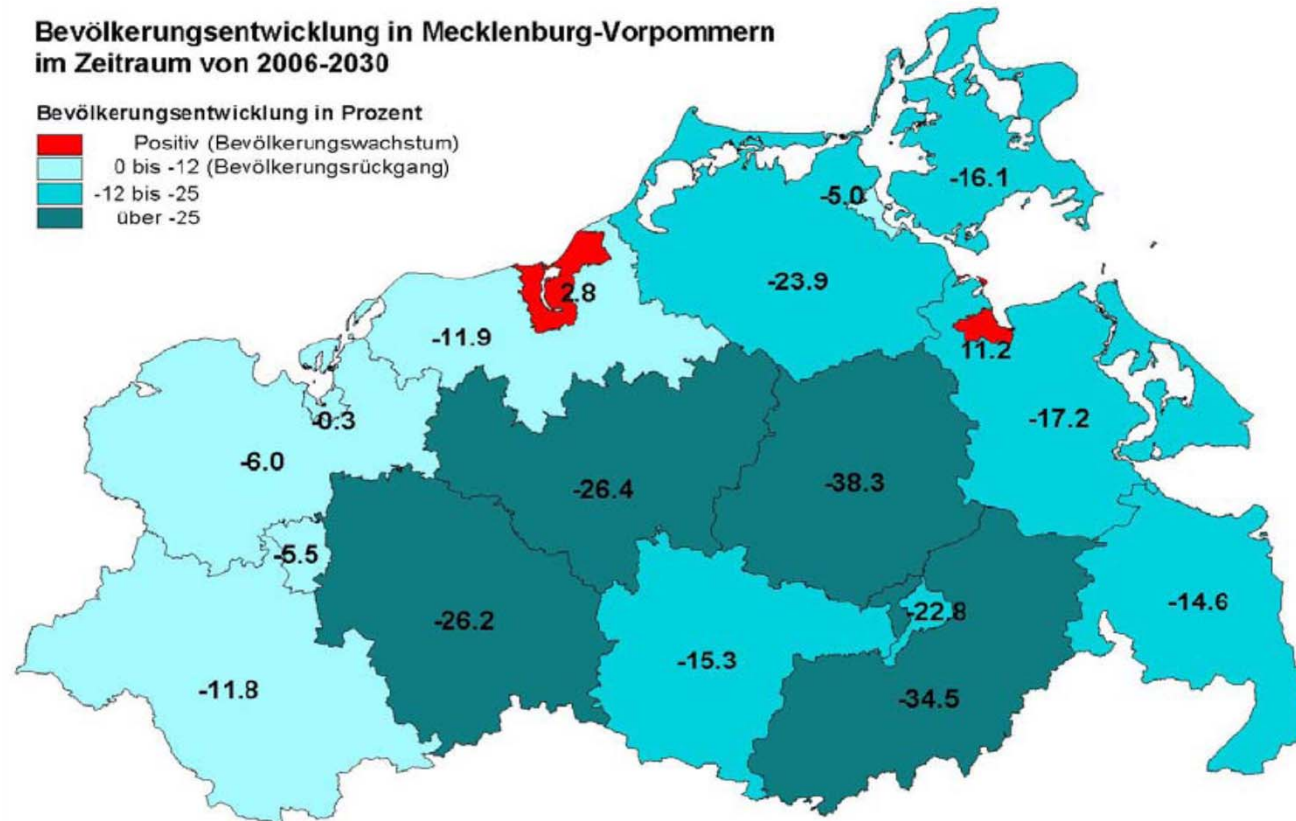 Bevölkerungsentwicklung in Mecklenburg-Vorpommern
im Zeitraum von 2006-2030
Bevölkerungsentwicklung in Prozent
Positiv (Bevölkerungswachstum)
0 bis -12 (Bevölkerungsrückgang)
-12 bis -25
über -25
-16.1
-5.0
-23.9
2.8
-11.9
11.2
-0.3
-17.2
-6.0
-26.4
-38.3
-5.5
-14.6
-22.8
-26.2
-15.3
-11.8
-34.5